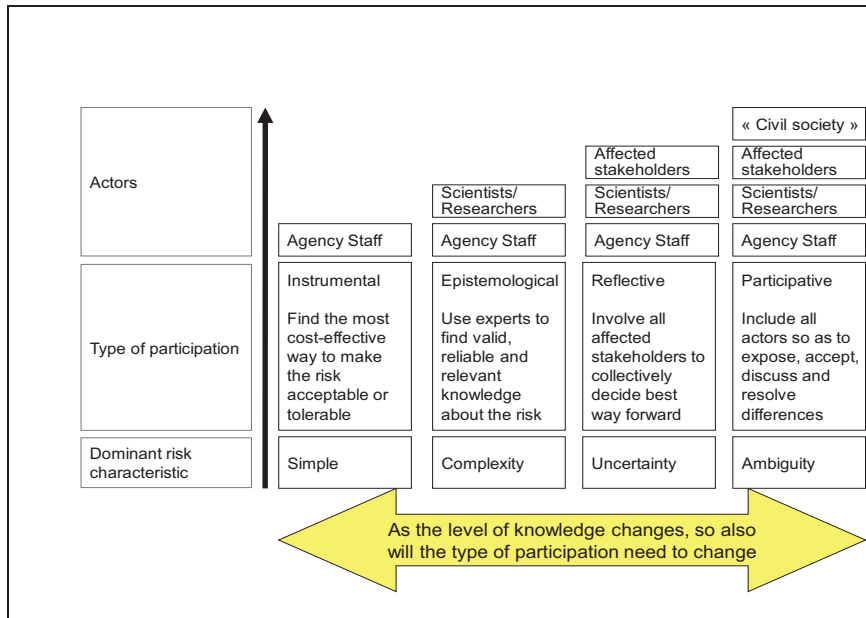 « Civil society »
Actors
Affected
stakeholders
Affected
stakeholders
Scientists/
Researchers
Scientists/
Researchers
Scientists/
Researchers
Agency Staff
Agency Staff
Agency Staff
Agency Staff
Type of participation
Instrumental
Find the most
cost-effective
way to make
the risk
acceptable or
tolerable
Epistemological
Use experts to
find valid,
reliable and
relevant
knowledge
about the risk
Reflective
Involve all
affected
stakeholders to
collectively
decide best
way forward
Participative
Include all
actors so as to
expose, accept,
discuss and
resolve
differences
Dominant risk
characteristic
Simple
Complexity
Uncertainty
Ambiguity
As the level of knowledge changes, so also
will the type of participation need to change